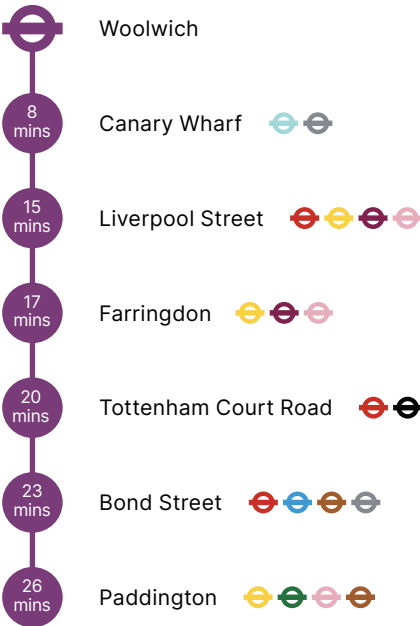 Woolwich
8
mins
Canary Wharf
15
mins
Liverpool Street
17
mins
Farringdon
20
mins
Tottenham Court Road
23
mins
Bond Street
26
mins
Paddington